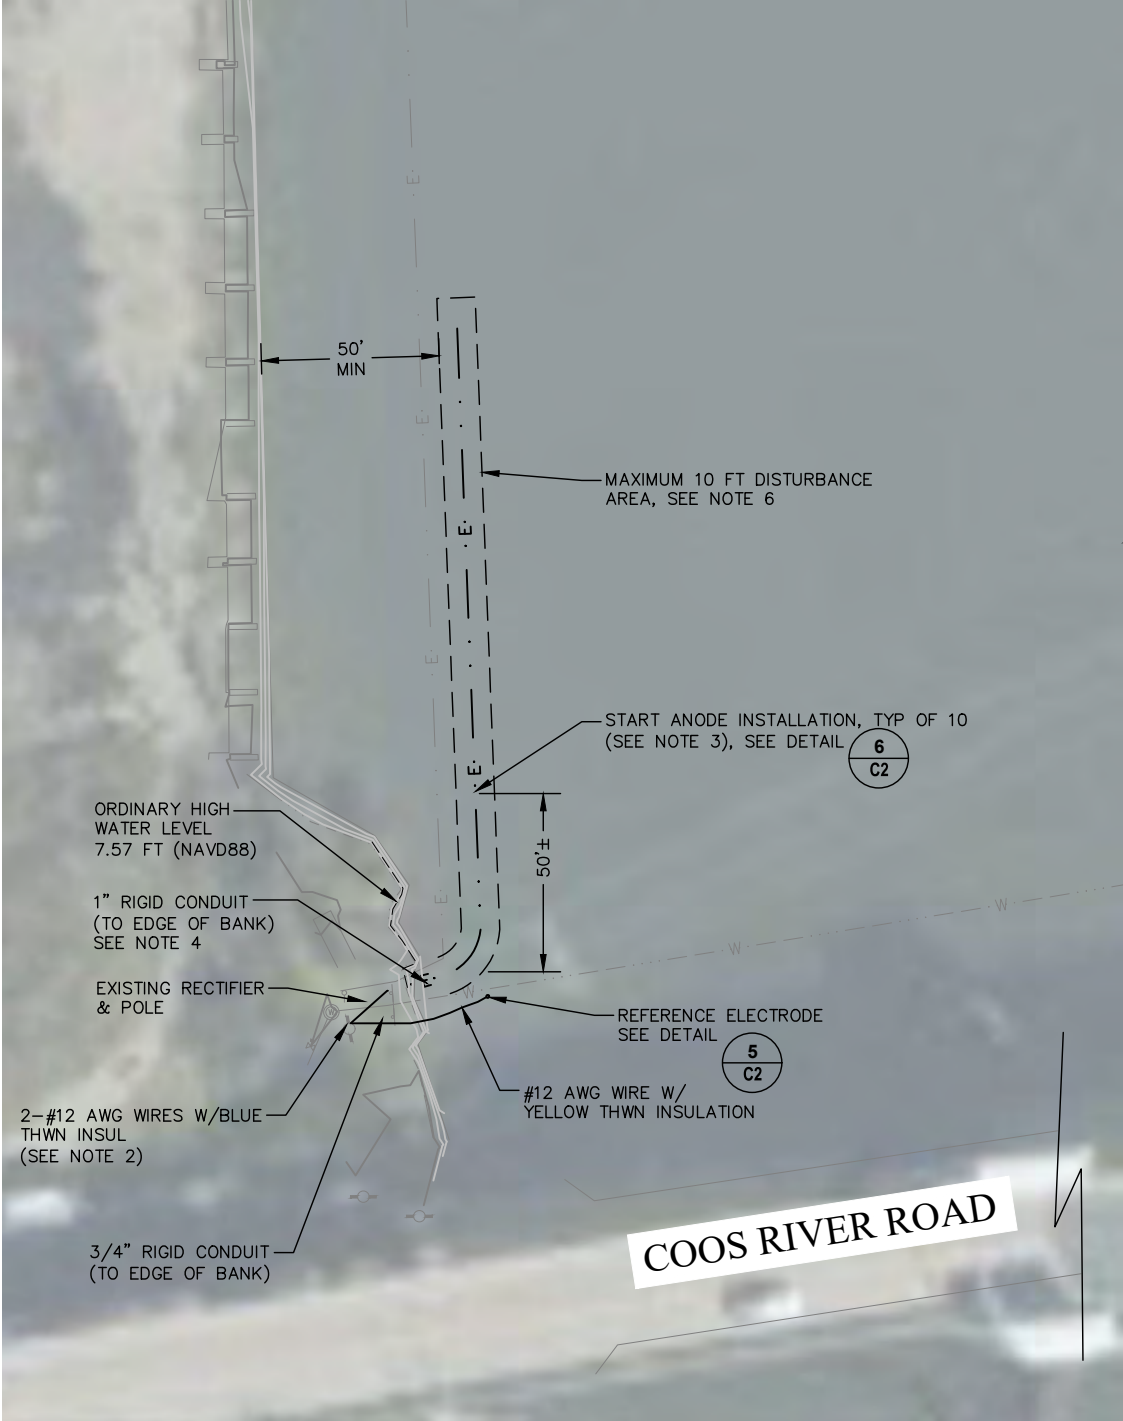 E
50'
MIN
E
MAXIMUM 10 FT DISTURBANCE
AREA, SEE NOTE 6
E
E
START ANODE INSTALLATION, TYP OF 10
(SEE NOTE 3), SEE DETAIL
6
C2
E
ORDINARY HIGH
WATER LEVEL
7.57 FT (NAVD88)
50'±
1" RIGID CONDUIT
(TO EDGE OF BANK)
SEE NOTE 4
E
W
W
E
W
EXISTING RECTIFIER
& POLE
REFERENCE ELECTRODE
SEE DETAIL
5
C2
#12 AWG WIRE W/
YELLOW THWN INSULATION
2-#12 AWG WIRES W/BLUE
THWN INSUL
(SEE NOTE 2)
3/4" RIGID CONDUIT
(TO EDGE OF BANK)
COOS RIVER ROAD